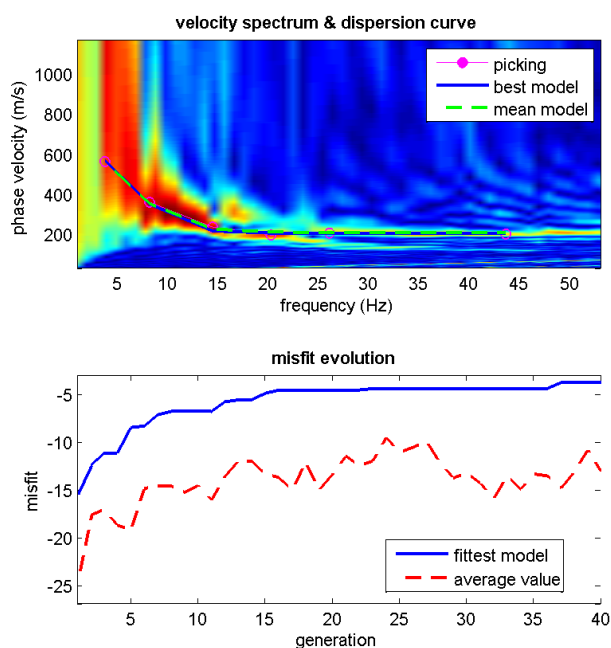 velocity spectrum & dispersion curve
phase velocity (m/s)
1000
800
600
400
200
picking
best model
mean model
5 10 15 20 25 30 35 40 45 50
frequency (Hz)
misfit evolution
misfit
-5
-10
-15
-20
-25
fittest model
average value
5 10 15 20 25 30 35 40
generation